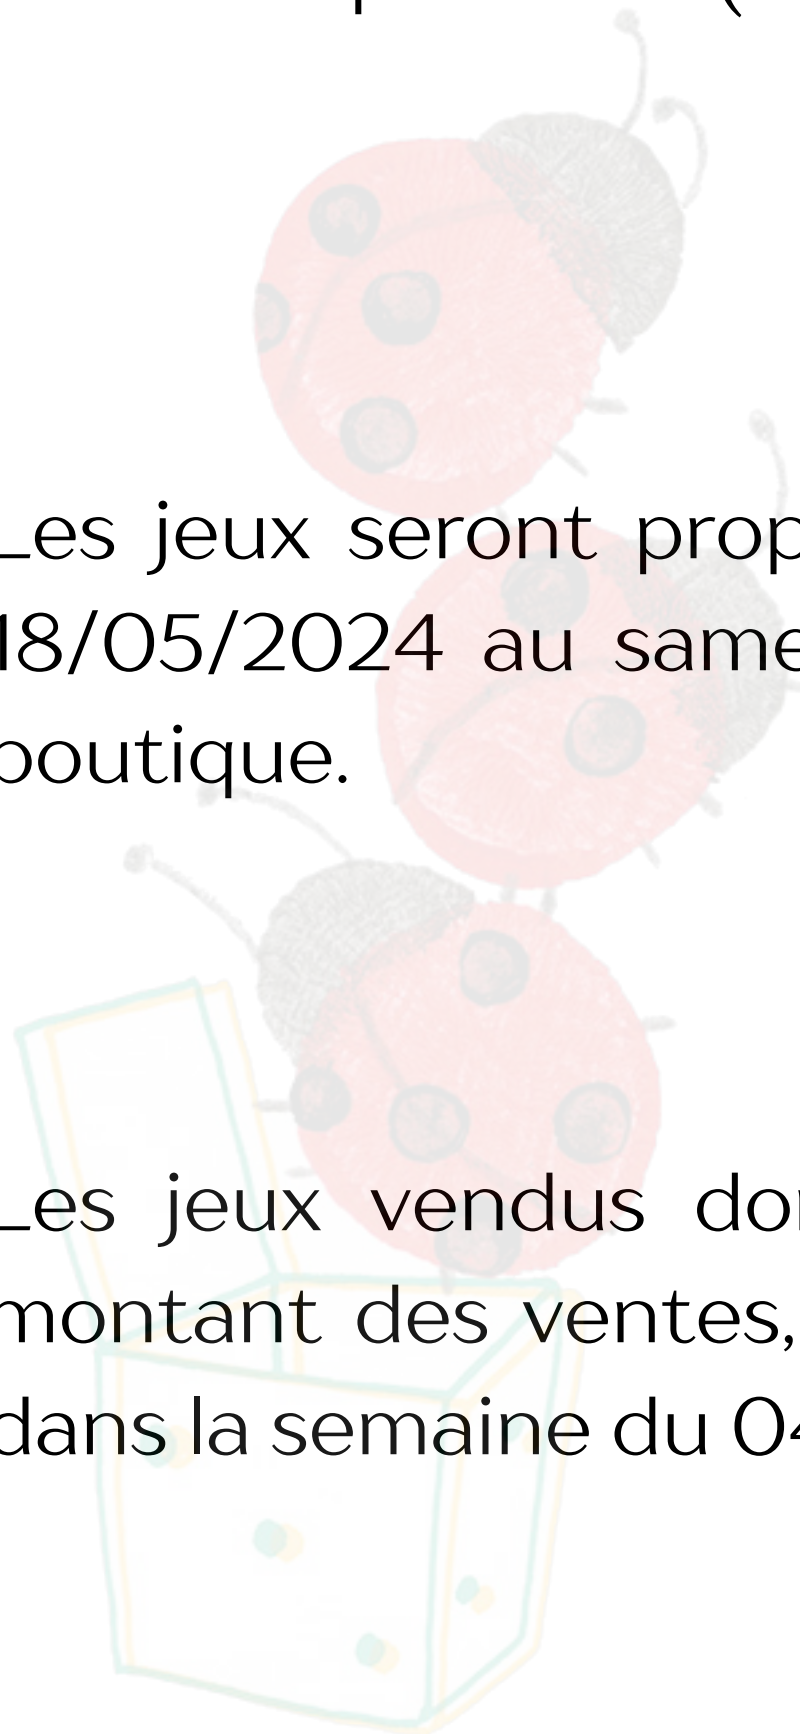 Les jeux seront prop
18/05/2024 au same
boutique.
Les jeux vendus don
montant des ventes,
dans la semaine du 04